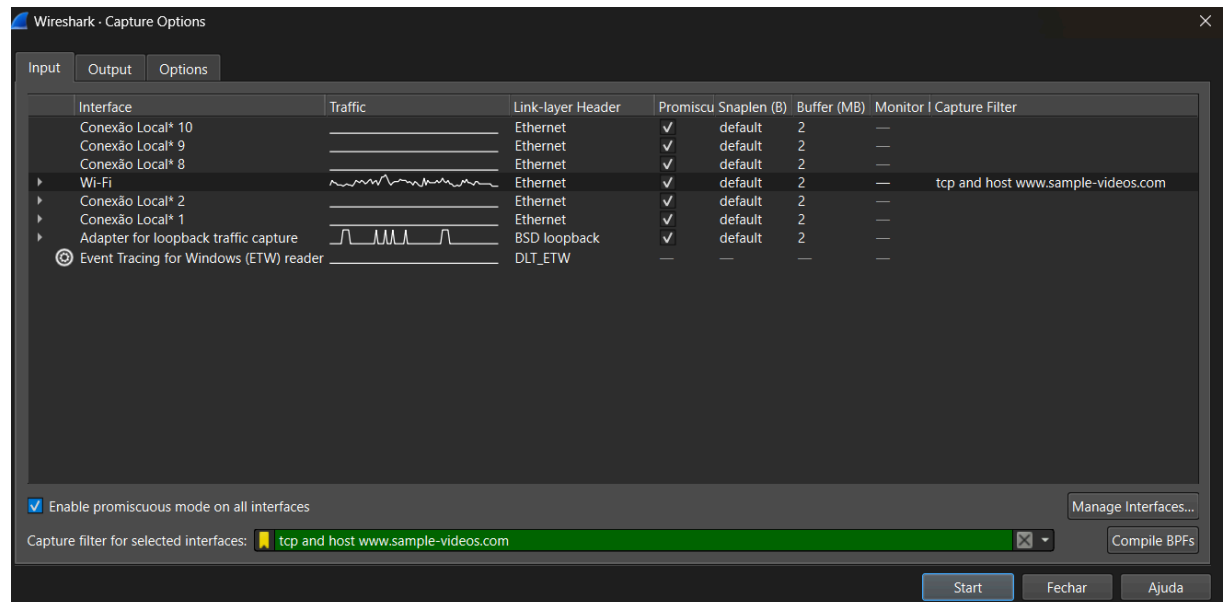 Wireshark · Capture Options
Input Output Options
Interface Traffic Link-layer Header Promiscu Snaplen (B) Buffer (MB) Monitor I Capture Filter
Conexão Local* 10 Ethernet default 2 —
Conexão Local* 9 Ethernet default 2 —
Conexão Local* 8 Ethernet default 2 —
Wi-Fi Ethernet default 2 — tcp and host www.sample-videos.com
Conexão Local* 2 Ethernet default 2 —
Conexão Local* 1 Ethernet default 2 —
Adapter for loopback traffic capture BSD loopback default 2 —
Event Tracing for Windows (ETW) reader DLT_ETW — — — —
Enable promiscuous mode on all interfaces Manage Interfaces...
Capture filter for selected interfaces: tcp and host www.sample-videos.com Compile BPFs
Start Fechar Ajuda